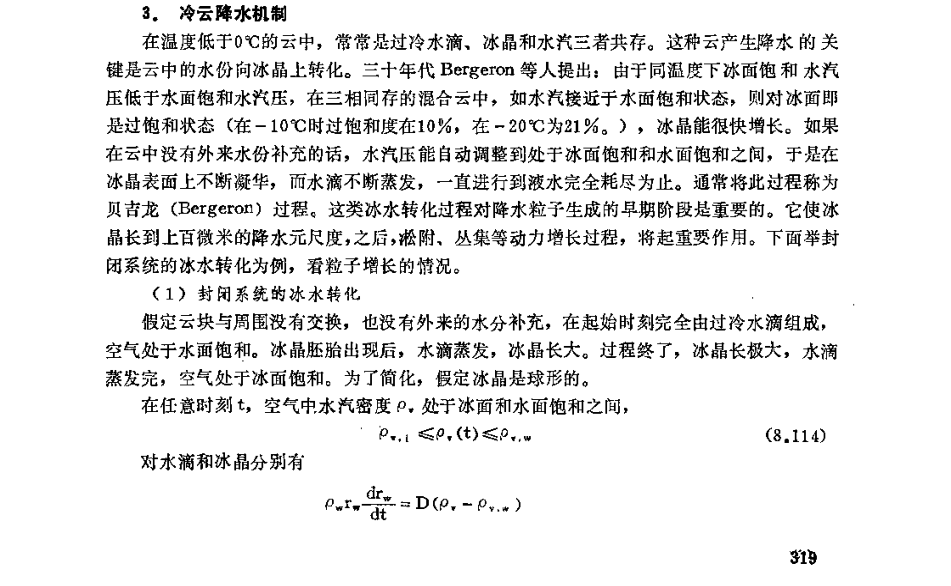 3. 冷云降水机制
在温度低于0℃的云中，常常是过冷水滴、冰晶和水汽三者共存。这种云产生降水的关
键是云中的水份向冰晶上转化。三十年代 Bergeron 等人提出：由于同温度下冰面饱和水汽
压低于水面饱和水汽压，在三相同存的混合云中，如水汽接近于水面饱和状态，则对冰面即
是过饱和状态（在－10℃时过饱和度在10%，在－20℃为21%。），冰晶能很快增长。如果
在云中没有外来水份补充的话，水汽压能自动调整到处于冰面饱和和水面饱和之间，于是在
冰晶表面上不断凝华，而水滴不断蒸发，一直进行到液水完全耗尽为止。通常将此过程称为
贝吉龙（Bergeron）过程。这类冰水转化过程对降水粒子生成的早期阶段是重要的。它使冰
晶长到上百微米的降水元尺度，之后，凇附、丛集等动力增长过程，将起重要作用。下面举封
闭系统的冰水转化为例，看粒子增长的情况。
（1）封闭系统的冰水转化
假定云块与周围没有交换，也没有外来的水分补充，在起始时刻完全由过冷水滴组成，
空气处于水面饱和。冰晶胚胎出现后，水滴蒸发，冰晶长大。过程终了，冰晶长极大，水滴
蒸发完，空气处于冰面饱和。为了简化，假定冰晶是球形的。
在任意时刻 t，空气中水汽密度 ρᵥ 处于冰面和水面饱和之间，
ρ_{v,i} ≤ρ_v(t)≤ρ_{v,w} (8.114)
对水滴和冰晶分别有
ρ_w r_w dr_w/dt = D(ρ_v − ρ_{v,w})
319